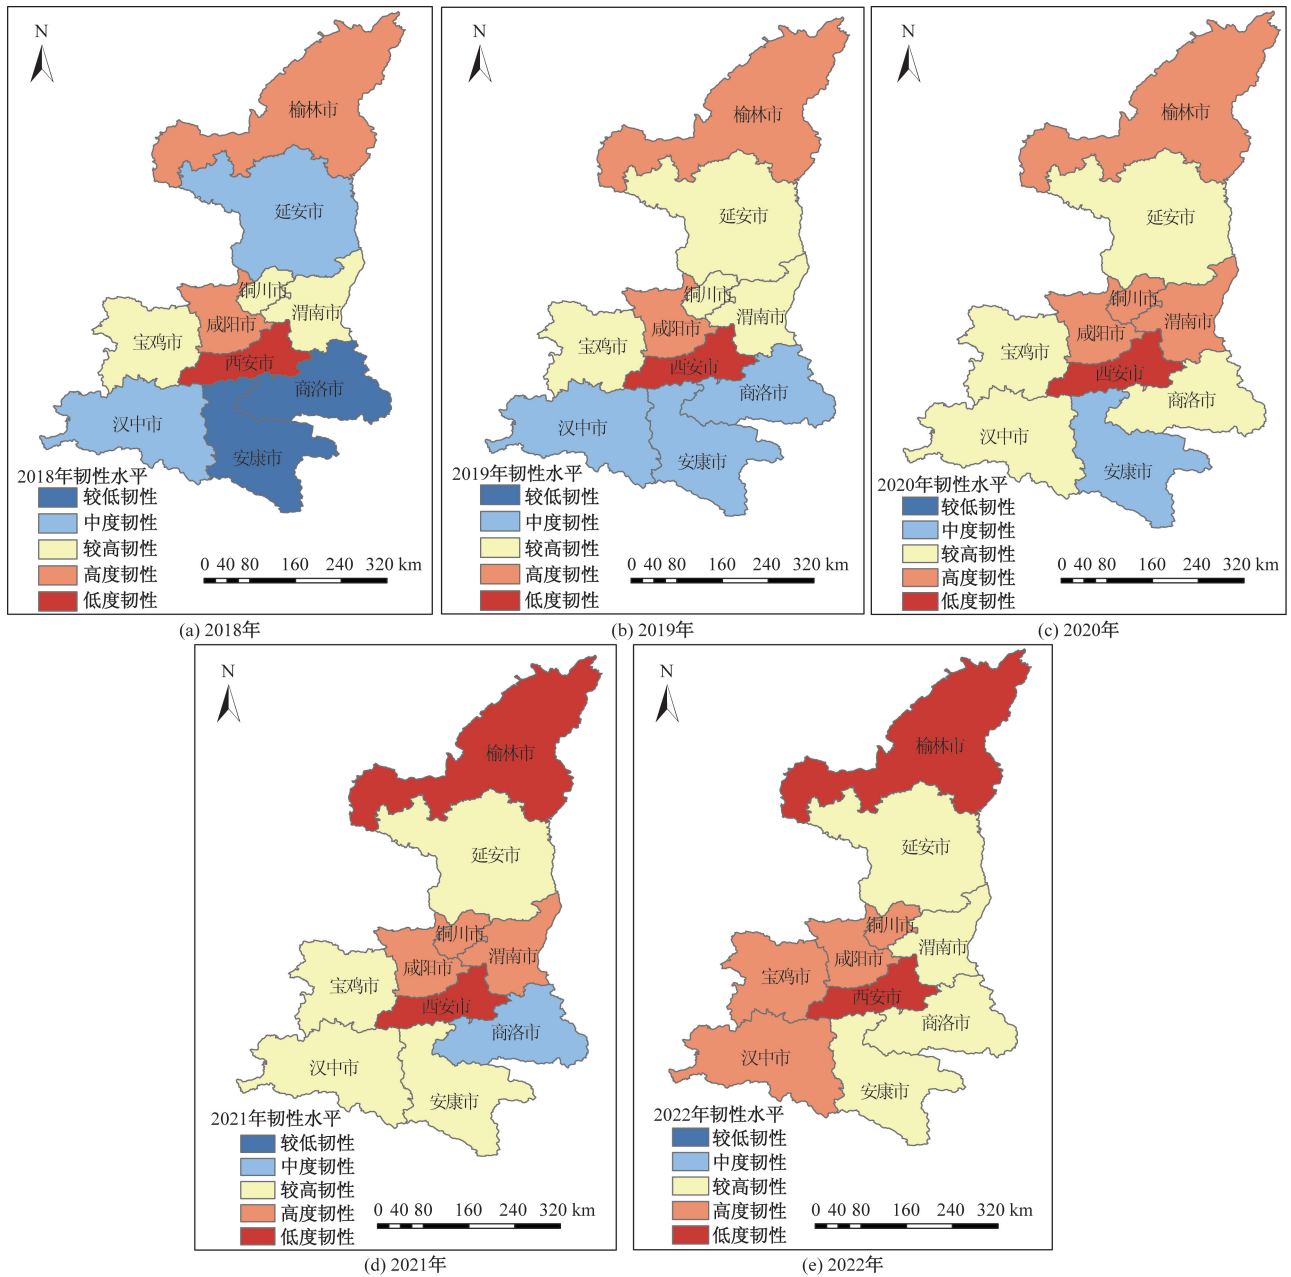 N
榆林市
延安市
铜川市
渭南市
咸阳市
宝鸡市
西安市
商洛市
汉中市
安康市
2018年韧性水平
较低韧性
中度韧性
较高韧性
高度韧性
低度韧性
0 40 80 160 240 320 km
(a) 2018年
N
榆林市
延安市
铜川市
渭南市
咸阳市
宝鸡市
西安市
商洛市
汉中市
安康市
2019年韧性水平
较低韧性
中度韧性
较高韧性
高度韧性
低度韧性
0 40 80 160 240 320 km
(b) 2019年
N
榆林市
延安市
铜川市
渭南市
咸阳市
宝鸡市
西安市
商洛市
汉中市
安康市
2020年韧性水平
较低韧性
中度韧性
较高韧性
高度韧性
低度韧性
0 40 80 160 240 320 km
(c) 2020年
N
榆林市
延安市
铜川市
渭南市
咸阳市
宝鸡市
西安市
商洛市
汉中市
安康市
2021年韧性水平
较低韧性
中度韧性
较高韧性
高度韧性
低度韧性
0 40 80 160 240 320 km
(d) 2021年
N
榆林市
延安市
铜川市
渭南市
咸阳市
宝鸡市
西安市
商洛市
汉中市
安康市
2022年韧性水平
较低韧性
中度韧性
较高韧性
高度韧性
低度韧性
0 40 80 160 240 320 km
(e) 2022年